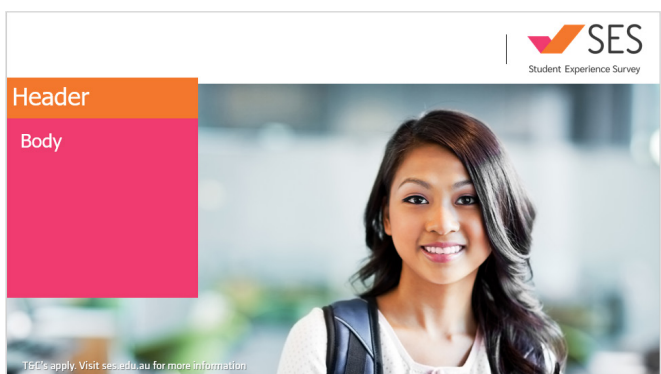 SES
Student Experience Survey
Header
Body
T&C's apply. Visit ses.edu.au for more information